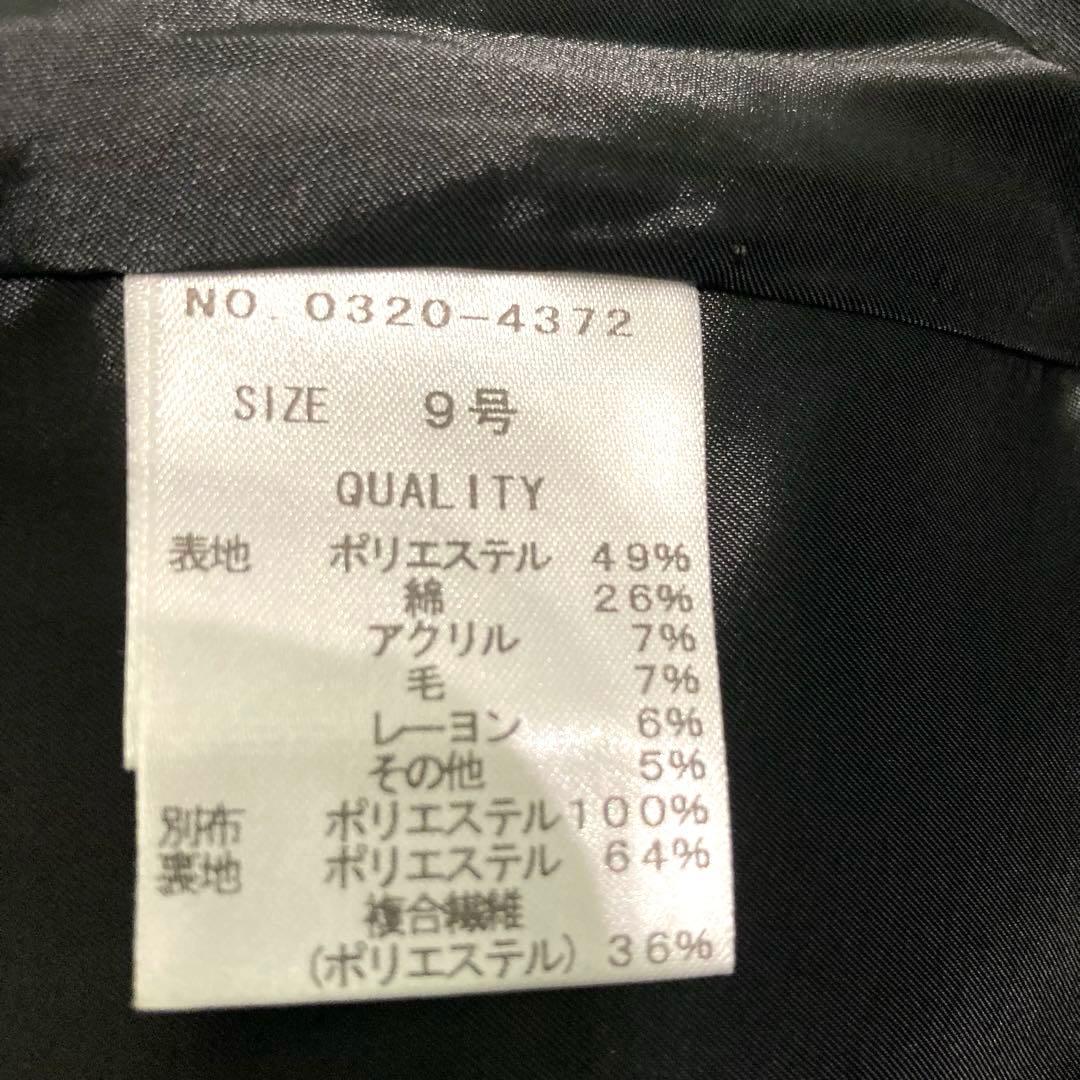 NO. 0320-4372
SIZE 9号
QUALITY
表地 ポリエステル 49%
綿 26%
アクリル 7%
毛 7%
レーヨン 6%
その他 5%
別布 ポリエステル100%
裏地 ポリエステル 64%
複合繊維
(ポリエステル) 36%